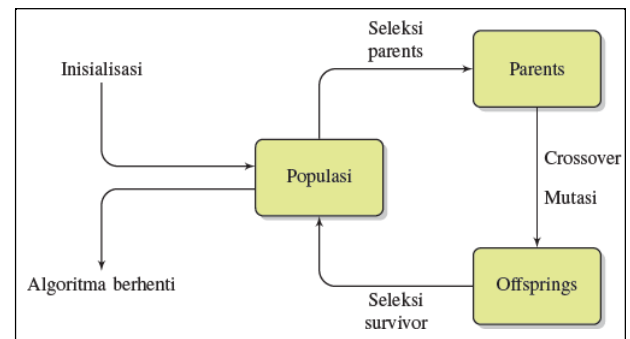 Seleksi
parents
Inisialisasi
Parents
Crossover
Populasi
Mutasi
Algoritma berhenti
Offsprings
Seleksi
survivor